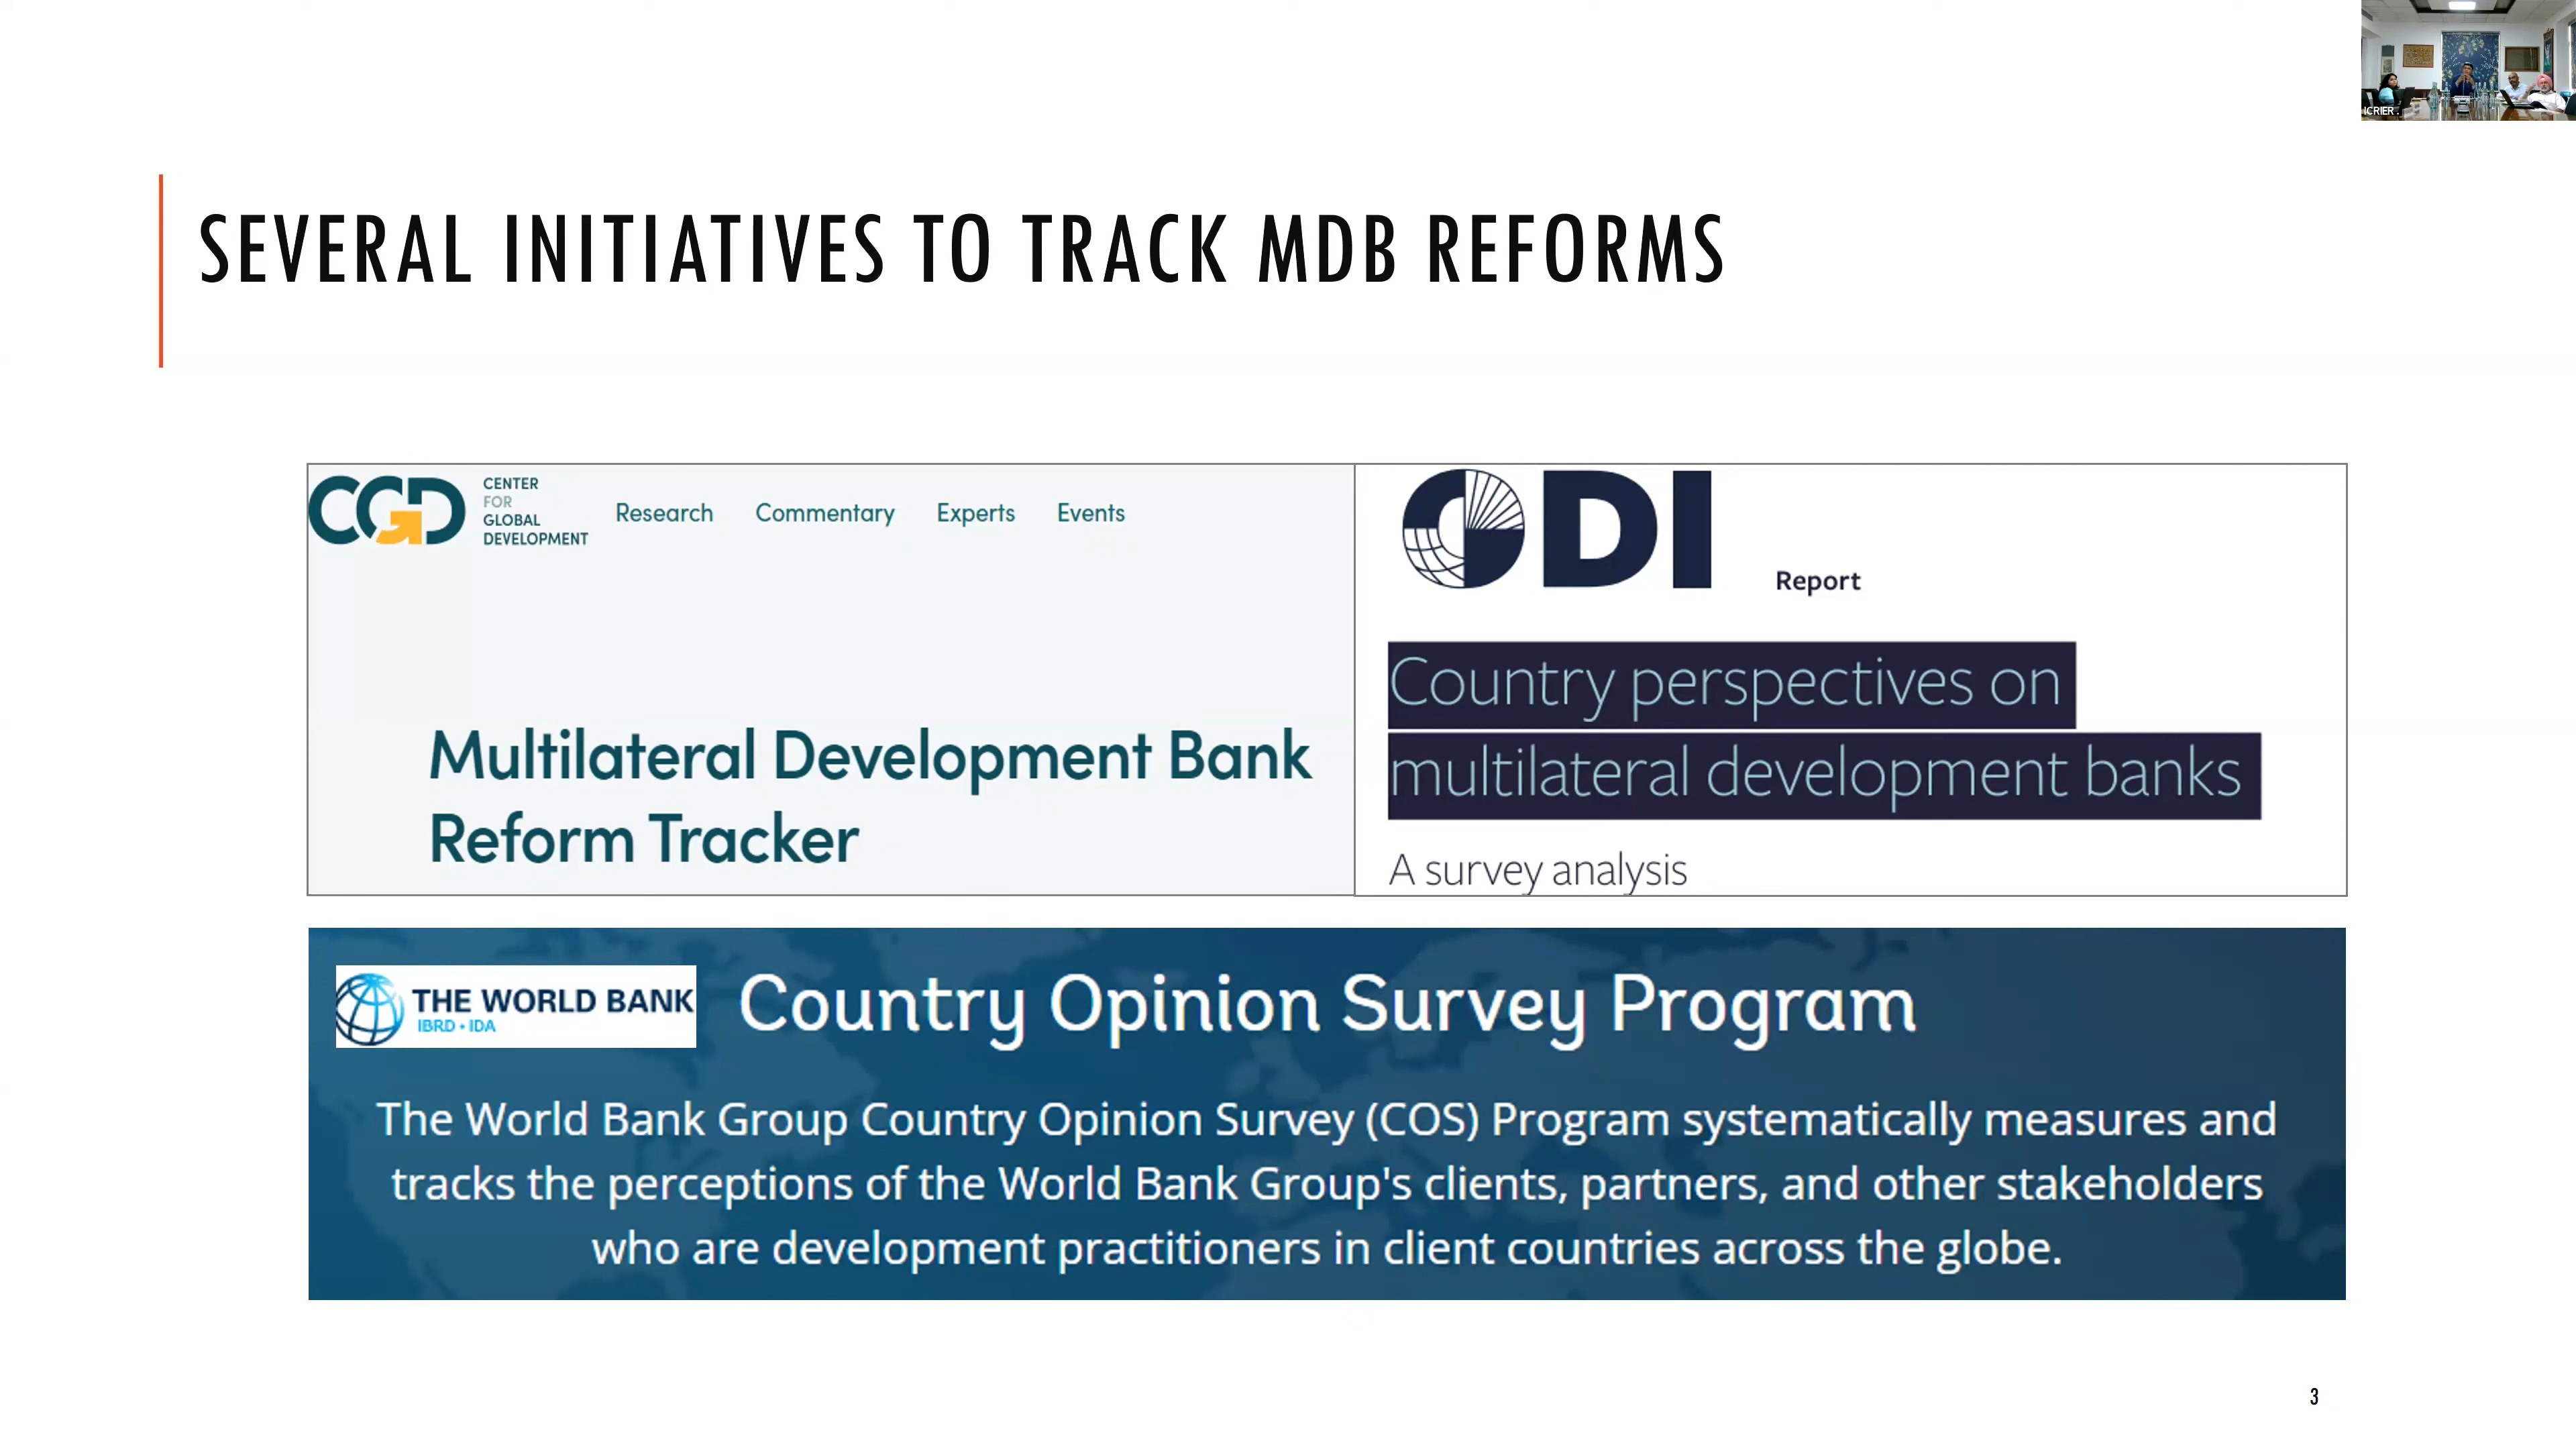 ICRIER
SEVERAL INITIATIVES TO TRACK MDB REFORMS
CGD
CENTER
FOR
GLOBAL
DEVELOPMENT
Research Commentary Experts Events
Multilateral Development Bank
Reform Tracker
ODI
Report
Country perspectives on
multilateral development banks
A survey analysis
THE WORLD BANK
IBRD • IDA
Country Opinion Survey Program
The World Bank Group Country Opinion Survey (COS) Program systematically measures and
tracks the perceptions of the World Bank Group's clients, partners, and other stakeholders
who are development practitioners in client countries across the globe.
3